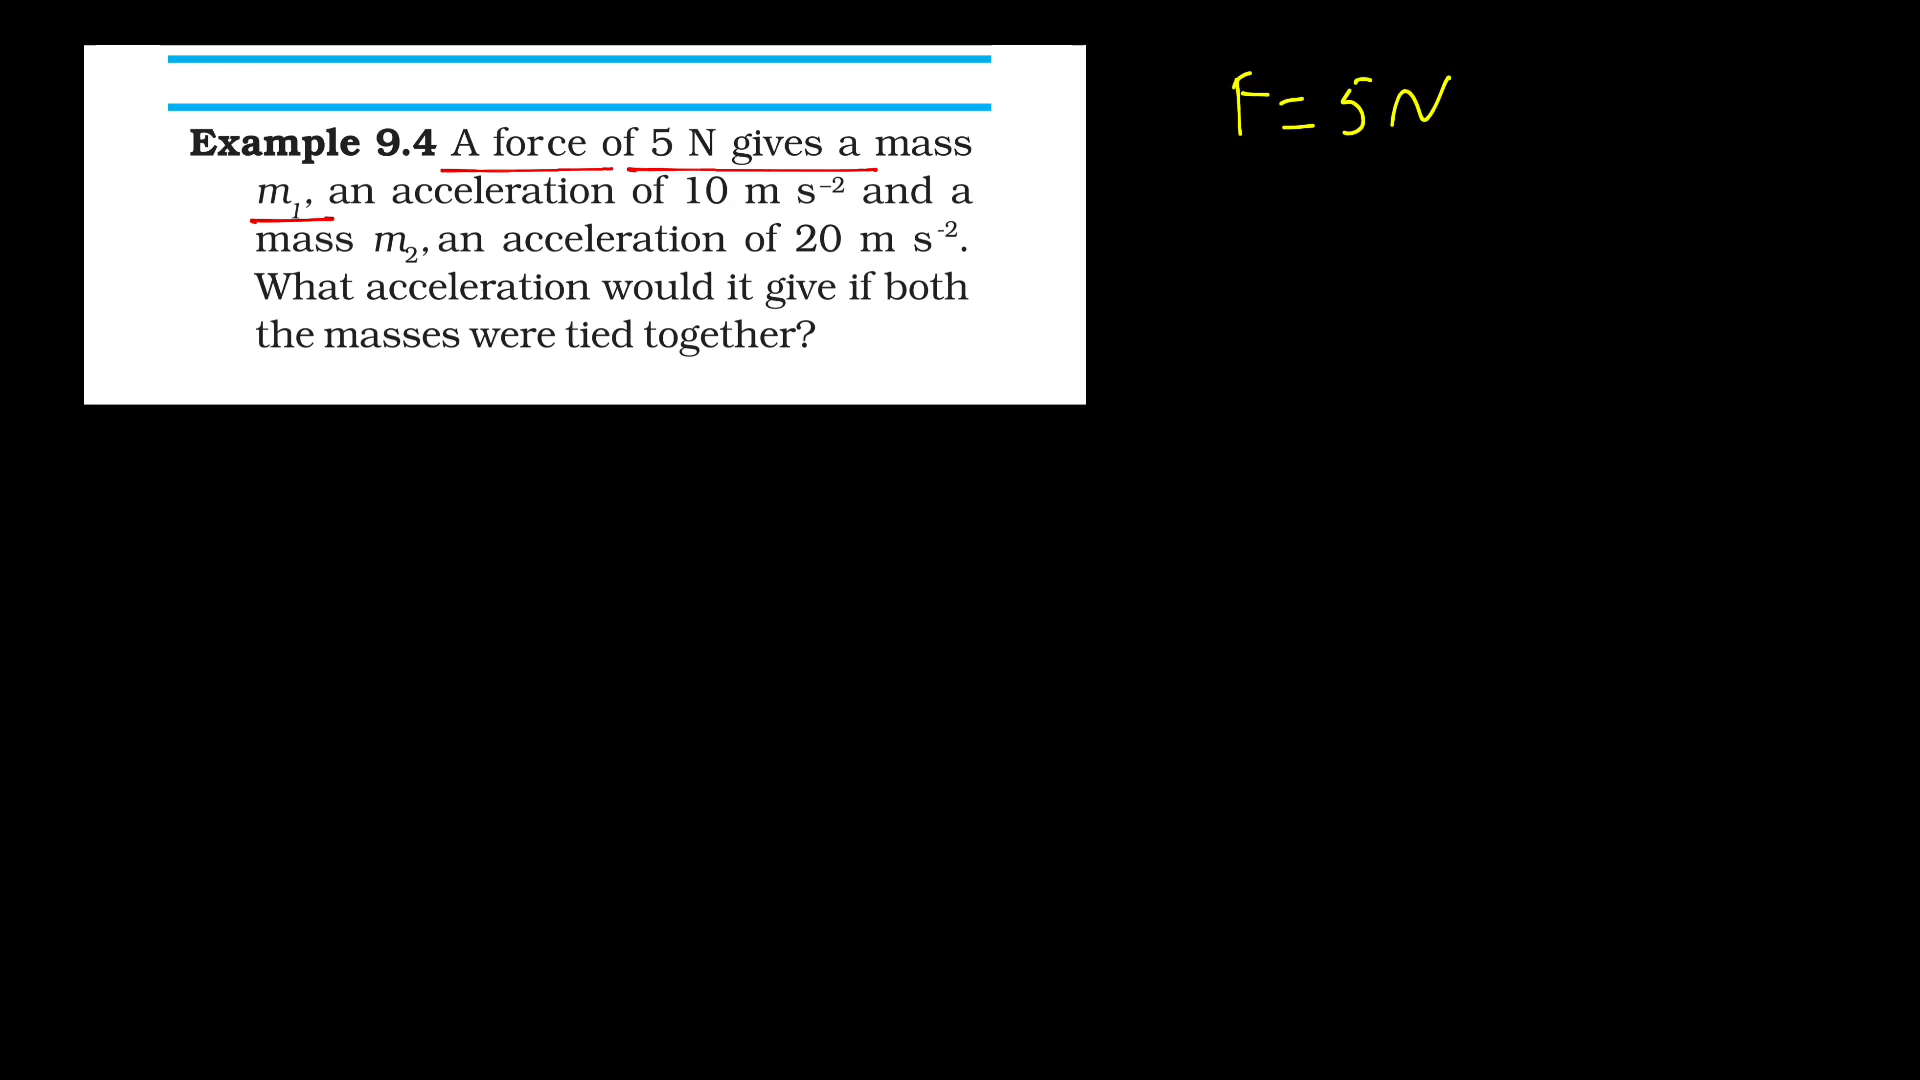 Example 9.4 A force of 5 N gives a mass
m₁, an acceleration of 10 m s⁻² and a
mass m₂, an acceleration of 20 m s⁻².
What acceleration would it give if both
the masses were tied together?
F = 5 N